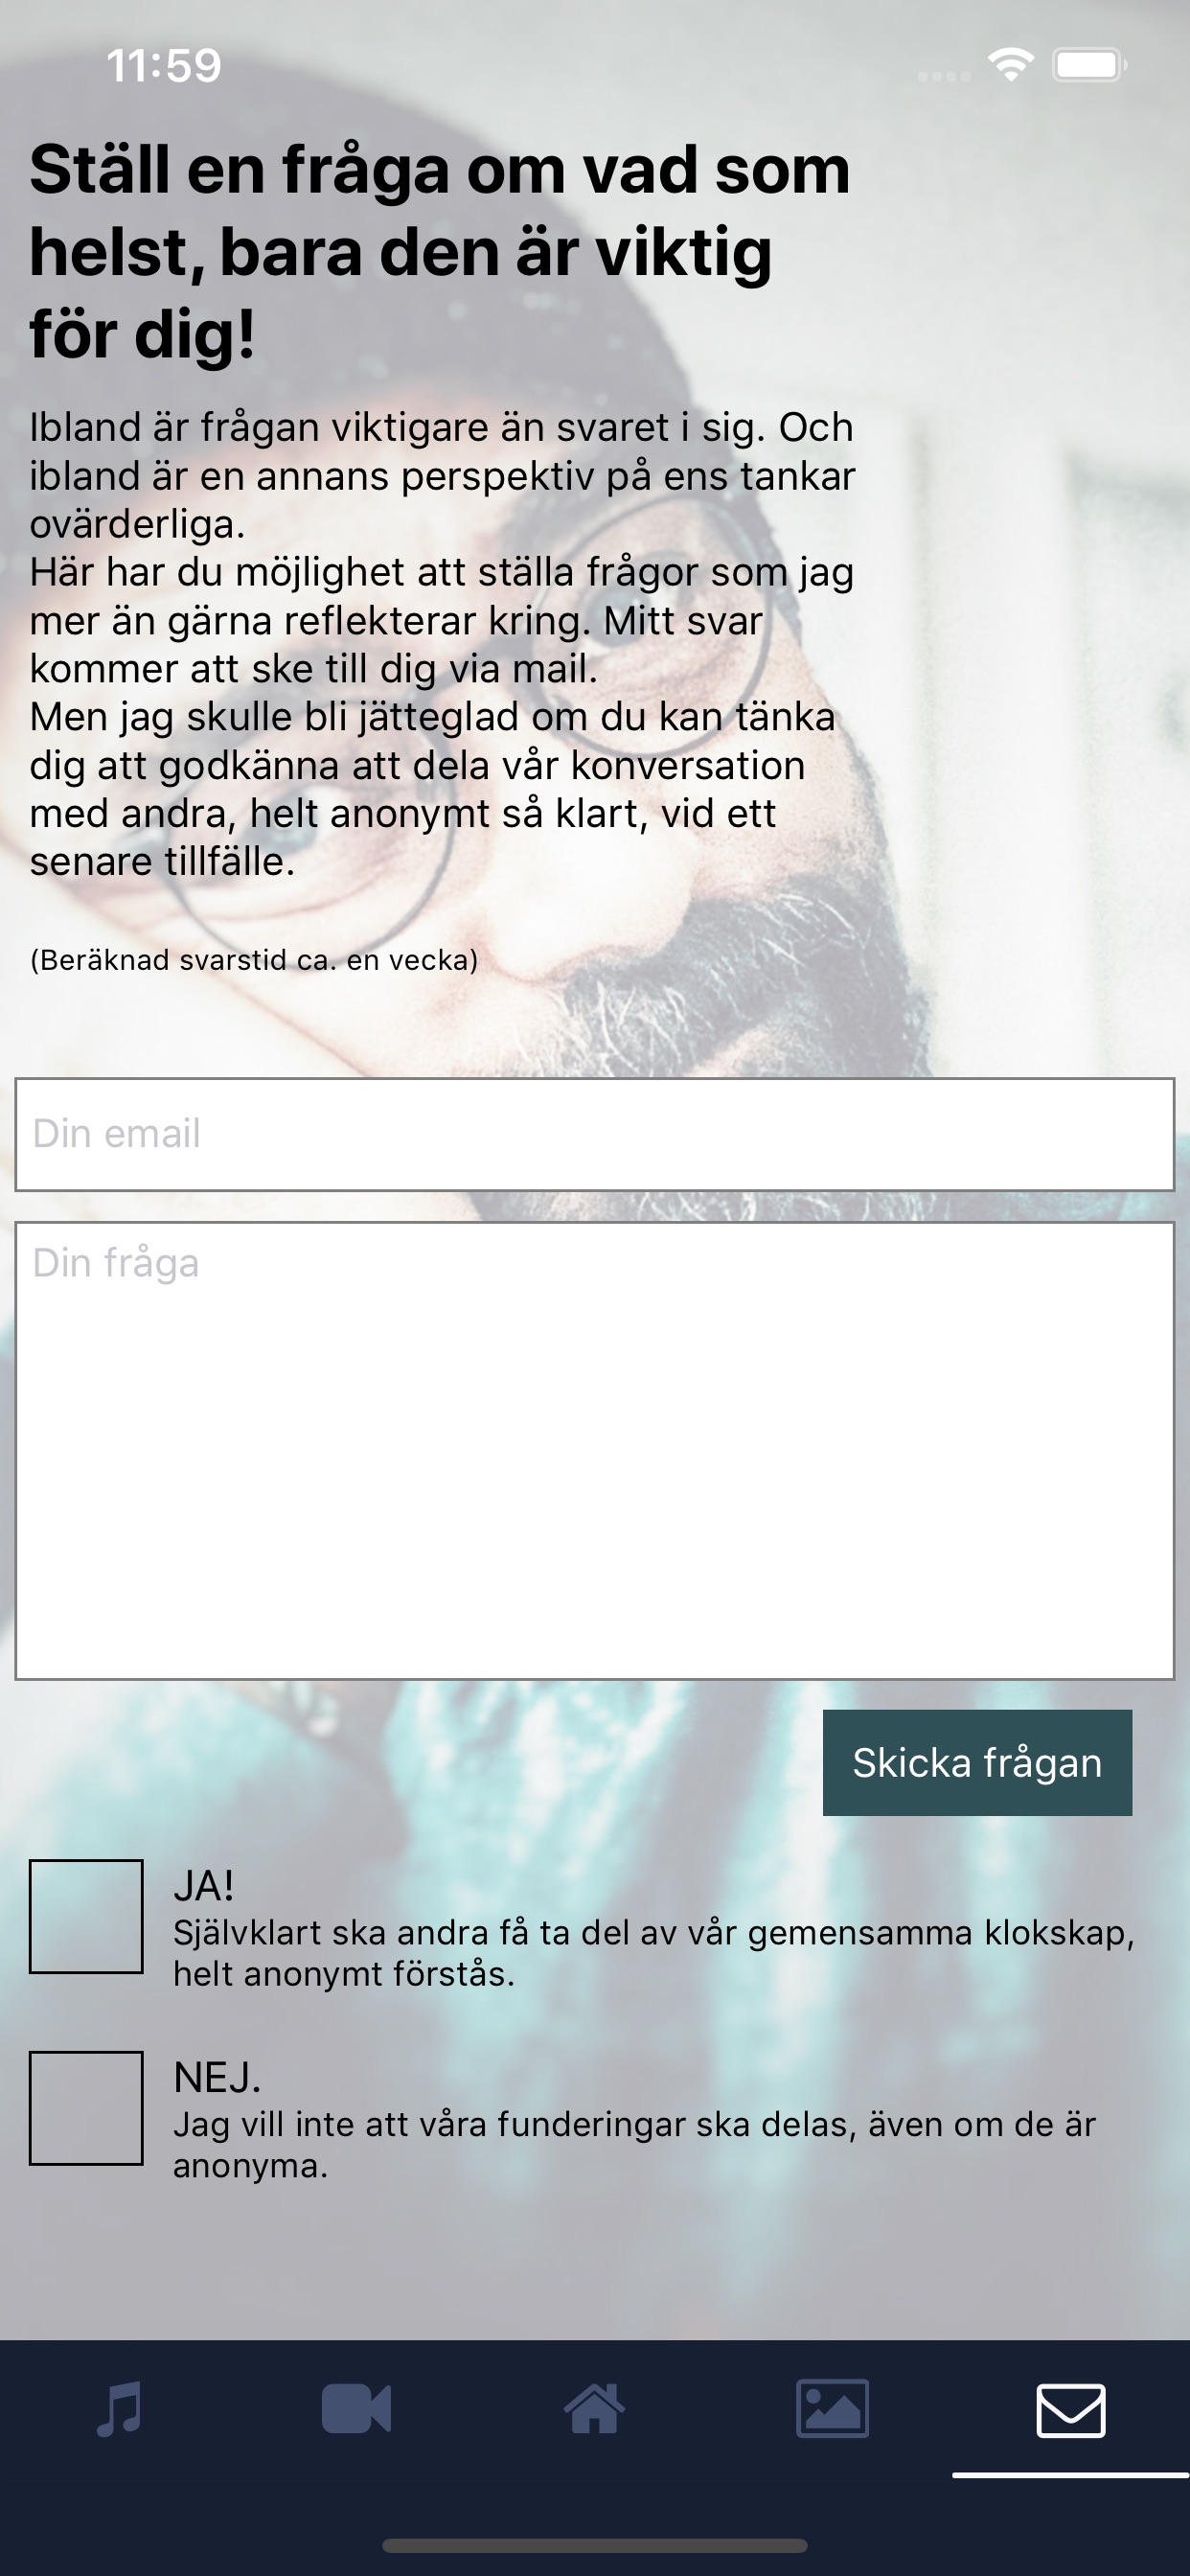 11:59
Ställ en fråga om vad som
helst, bara den är viktig
för dig!
Ibland är frågan viktigare än svaret i sig. Och
ibland är en annans perspektiv på ens tankar
ovärderliga.
Här har du möjlighet att ställa frågor som jag
mer än gärna reflekterar kring. Mitt svar
kommer att ske till dig via mail.
Men jag skulle bli jätteglad om du kan tänka
dig att godkänna att dela vår konversation
med andra, helt anonymt så klart, vid ett
senare tillfälle.
(Beräknad svarstid ca. en vecka)
Din email
Din fråga
Skicka frågan
JA!
Självklart ska andra få ta del av vår gemensamma klokskap,
helt anonymt förstås.
NEJ.
Jag vill inte att våra funderingar ska delas, även om de är
anonyma.